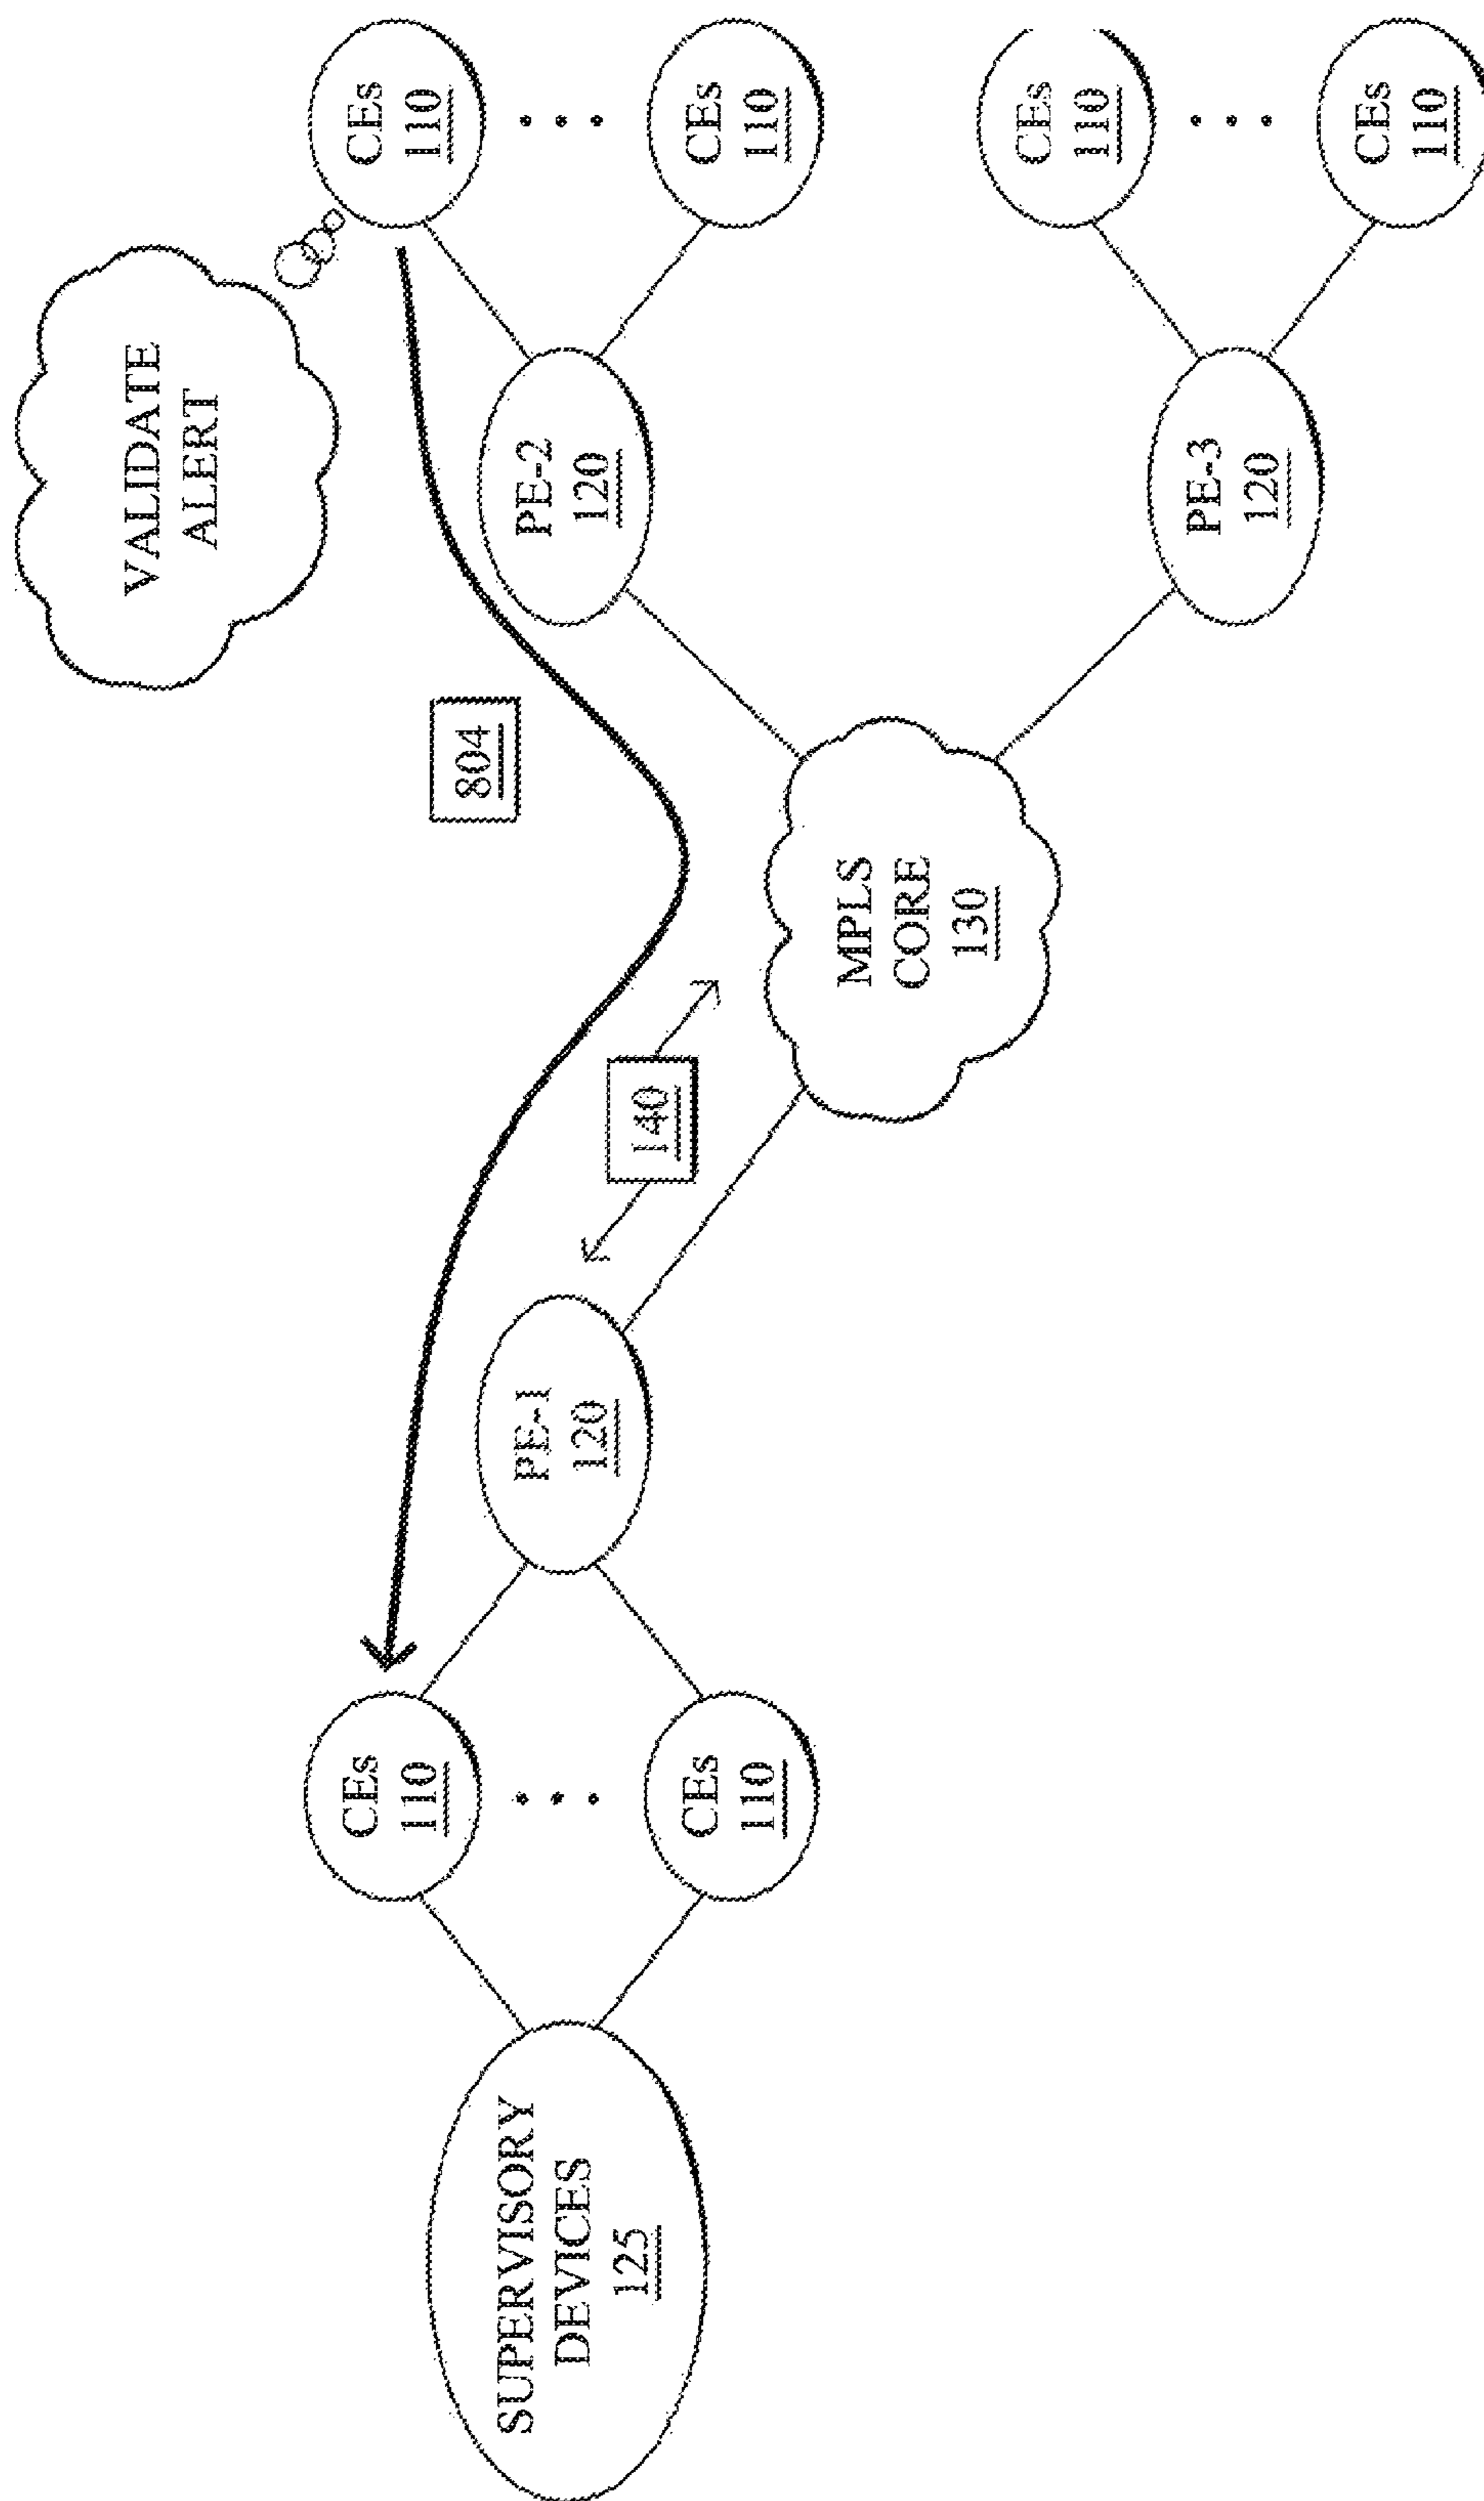 VALIDATE
ALERT
804
140
SUPERVISORY
DEVICES
125
CEs
110
CEs
110
PE-1
120
MPLS
CORE
130
PE-2
120
PE-3
120
CEs
110
CEs
110
CEs
110
CEs
110